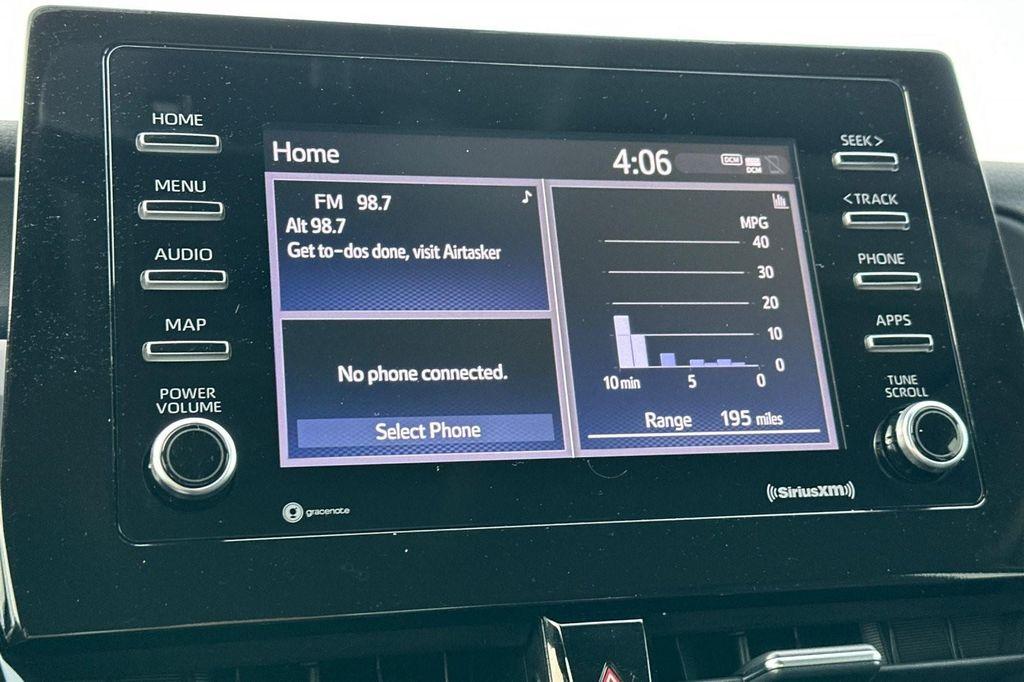 HOME
MENU
AUDIO
MAP
POWER
VOLUME
Home
4:06
DCM
DCM
FM 98.7
Alt 98.7
Get to-dos done, visit Airtasker
No phone connected.
Select Phone
MPG
40
30
20
10
0
10 min 5 0
Range 195 miles
SEEK >
< TRACK
PHONE
APPS
TUNE
SCROLL
gracenote
((SiriusXM))